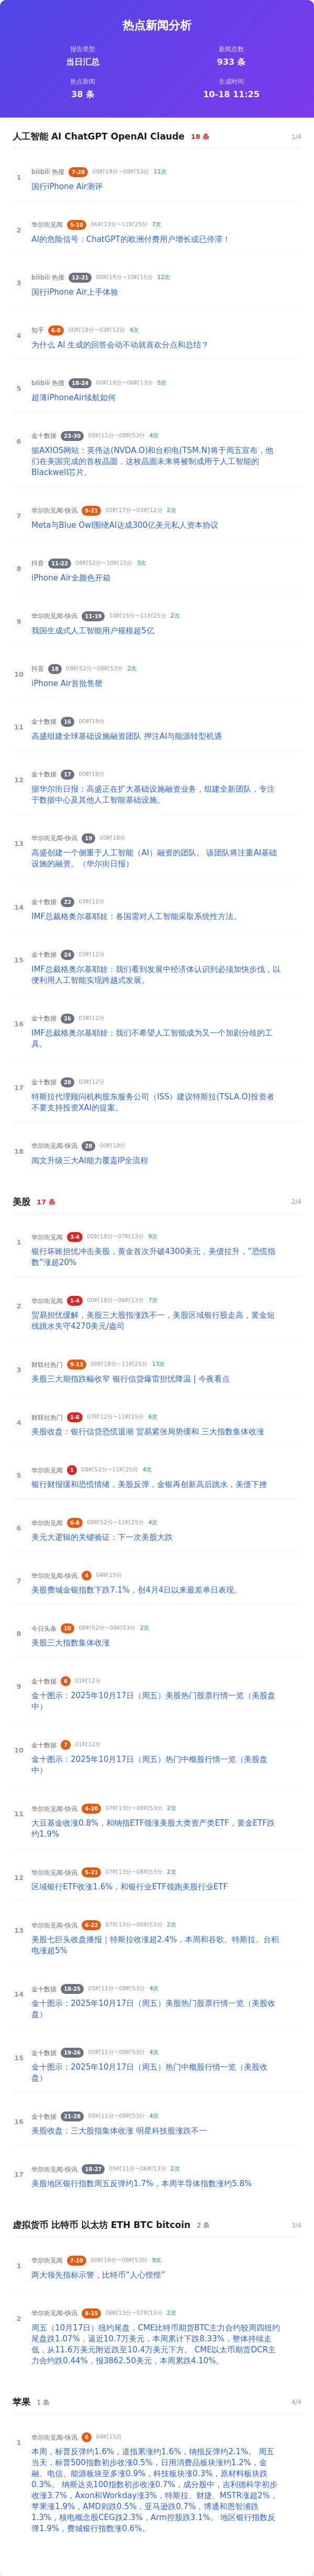 热点新闻分析
报告类型
当日汇总
新闻总数
933 条
热点新闻
38 条
生成时间
10-18 11:25
人工智能 AI ChatGPT OpenAI Claude 18 条 1/4
1
bilibili 热搜 7-28 00时18分~08时53分 11次
国行iPhone Air测评
2
华尔街见闻 5-10 06时13分~11时25分 7次
AI的危险信号：ChatGPT的欧洲付费用户增长或已停滞！
3
bilibili 热搜 12-21 00时18分~10时15分 12次
国行iPhone Air上手体验
4
知乎 6-8 00时18分~03时12分 4次
为什么 AI 生成的回答会动不动就喜欢分点和总结？
5
bilibili 热搜 18-24 00时18分~06时13分 5次
超薄iPhoneAir续航如何
6
金十数据 23-30 05时11分~08时53分 4次
据AXIOS网站：英伟达(NVDA.O)和台积电(TSM.N)将于周五宣布，他
们在美国完成的首枚晶圆，这枚晶圆未来将被制成用于人工智能的
Blackwell芯片。
7
华尔街见闻-快讯 9-21 02时17分~03时12分 2次
Meta与Blue Owl围绕AI达成300亿美元私人资本协议
8
抖音 11-22 08时52分~10时15分 3次
iPhone Air全颜色开箱
9
华尔街见闻-快讯 11-19 10时15分~11时25分 2次
我国生成式人工智能用户规模超5亿
10
抖音 18 08时52分~08时53分 2次
iPhone Air首批售罄
11
金十数据 16 00时18分
高盛组建全球基础设施融资团队 押注AI与能源转型机遇
12
金十数据 17 00时18分
据华尔街日报：高盛正在扩大基础设施融资业务，组建全新团队，专注
于数据中心及其他人工智能基础设施。
13
华尔街见闻-快讯 19 00时18分
高盛创建一个侧重于人工智能（AI）融资的团队。 该团队将注重AI基础
设施的融资。（华尔街日报）
14
金十数据 22 03时12分
IMF总裁格奥尔基耶娃：各国需对人工智能采取系统性方法。
15
金十数据 24 03时12分
IMF总裁格奥尔基耶娃：我们看到发展中经济体认识到必须加快步伐，以
便利用人工智能实现跨越式发展。
16
金十数据 26 03时12分
IMF总裁格奥尔基耶娃：我们不希望人工智能成为又一个加剧分歧的工
具。
17
金十数据 28 03时12分
特斯拉代理顾问机构股东服务公司（ISS）建议特斯拉(TSLA.O)投资者
不要支持投资XAI的提案。
18
华尔街见闻-快讯 28 00时18分
阅文升级三大AI能力覆盖IP全流程
美股 17 条 2/4
1
华尔街见闻 3-4 00时18分~07时13分 9次
银行坏账担忧冲击美股，黄金首次升破4300美元，美债拉升，“恐慌指
数”涨超20%
2
华尔街见闻 1-4 00时18分~06时13分 7次
贸易担忧缓解，美股三大股指涨跌不一，美股区域银行股走高，黄金短
线跳水失守4270美元/盎司
3
财联社热门 9-13 00时18分~11时25分 13次
美股三大期指跌幅收窄 银行信贷爆雷担忧降温 | 今夜看点
4
财联社热门 1-6 07时12分~11时25分 6次
美股收盘：银行信贷恐慌退潮 贸易紧张局势缓和 三大指数集体收涨
5
华尔街见闻 1 08时52分~11时25分 4次
银行财报缓和恐慌情绪，美股反弹，金银再创新高后跳水，美债下挫
6
华尔街见闻 6-8 08时52分~11时25分 4次
美元大逻辑的关键验证：下一次美股大跌
7
华尔街见闻-快讯 4 04时15分
美股费城金银指数下跌7.1%，创4月4日以来最差单日表现。
8
今日头条 10 08时52分~08时53分 2次
美股三大指数集体收涨
9
金十数据 6 01时12分
金十图示：2025年10月17日（周五）美股热门股票行情一览（美股盘
中）
10
金十数据 7 01时12分
金十图示：2025年10月17日（周五）热门中概股行情一览（美股盘
中）
11
华尔街见闻-快讯 4-20 07时13分~08时53分 2次
大豆基金收涨0.8%，和纳指ETF领涨美股大类资产类ETF，黄金ETF跌
约1.9%
12
华尔街见闻-快讯 5-21 07时13分~08时53分 2次
区域银行ETF收涨1.6%，和银行业ETF领跑美股行业ETF
13
华尔街见闻-快讯 6-22 07时13分~08时53分 2次
美股七巨头收盘播报｜特斯拉收涨超2.4%，本周和谷歌、特斯拉、台积
电涨超5%
14
金十数据 18-25 05时11分~08时53分 4次
金十图示：2025年10月17日（周五）美股热门股票行情一览（美股收
盘）
15
金十数据 19-26 05时11分~08时53分 4次
金十图示：2025年10月17日（周五）热门中概股行情一览（美股收
盘）
16
金十数据 21-28 05时11分~08时53分 4次
美股收盘：三大股指集体收涨 明星科技股涨跌不一
17
华尔街见闻-快讯 18-27 05时11分~06时13分 2次
美股地区银行指数周五反弹约1.7%，本周半导体指数涨约5.8%
虚拟货币 比特币 以太坊 ETH BTC bitcoin 2 条 3/4
1
华尔街见闻 7-10 00时18分~08时53分 9次
两大领先指标示警，比特币“人心惶惶”
2
华尔街见闻-快讯 8-15 06时13分~07时13分 2次
周五（10月17日）纽约尾盘，CME比特币期货BTC主力合约较周四纽约
尾盘跌1.07%，逼近10.7万美元，本周累计下跌8.33%，整体持续走
低，从11.6万美元附近跌至10.4万美元下方。 CME以太币期货DCR主
力合约跌0.44%，报3862.50美元，本周累跌4.10%。
苹果 1 条 4/4
1
华尔街见闻-快讯 6 04时15分
本周，标普反弹约1.6%，道指累涨约1.6%，纳指反弹约2.1%。 周五
当天，标普500指数初步收涨0.5%，日用消费品板块涨约1.2%，金
融、电信、能源板块至多涨0.9%，科技板块涨0.3%，原材料板块跌
0.3%。 纳斯达克100指数初步收涨0.7%，成分股中，吉利德科学初步
收涨3.7%，Axon和Workday涨3%，特斯拉、财捷、MSTR涨超2%，
苹果涨1.9%，AMD则跌0.5%，亚马逊跌0.7%，博通和恩智浦跌
1.3%，核电概念股CEG跌2.3%，Arm控股跌3.1%。 地区银行指数反
弹1.9%，费城银行指数涨0.6%。